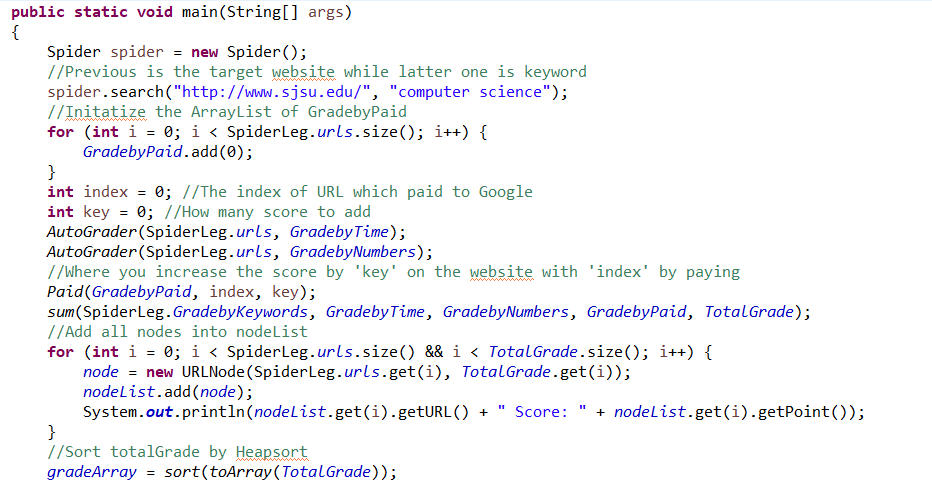 public static void main(String[] args)
{
    Spider spider = new Spider();
    //Previous is the target website while latter one is keyword
    spider.search("http://www.sjsu.edu/", "computer science");
    //Initatize the ArrayList of GradebyPaid
    for (int i = 0; i < SpiderLeg.urls.size(); i++) {
        GradebyPaid.add(0);
    }
    int index = 0; //The index of URL which paid to Google
    int key = 0; //How many score to add
    AutoGrader(SpiderLeg.urls, GradebyTime);
    AutoGrader(SpiderLeg.urls, GradebyNumbers);
    //Where you increase the score by 'key' on the website with 'index' by paying
    Paid(GradebyPaid, index, key);
    sum(SpiderLeg.GradebyKeywords, GradebyTime, GradebyNumbers, GradebyPaid, TotalGrade);
    //Add all nodes into nodeList
    for (int i = 0; i < SpiderLeg.urls.size() && i < TotalGrade.size(); i++) {
        node = new URLNode(SpiderLeg.urls.get(i), TotalGrade.get(i));
        nodeList.add(node);
        System.out.println(nodeList.get(i).getURL() + " Score: " + nodeList.get(i).getPoint());
    }
    //Sort totalGrade by Heapsort
    gradeArray = sort(toArray(TotalGrade));